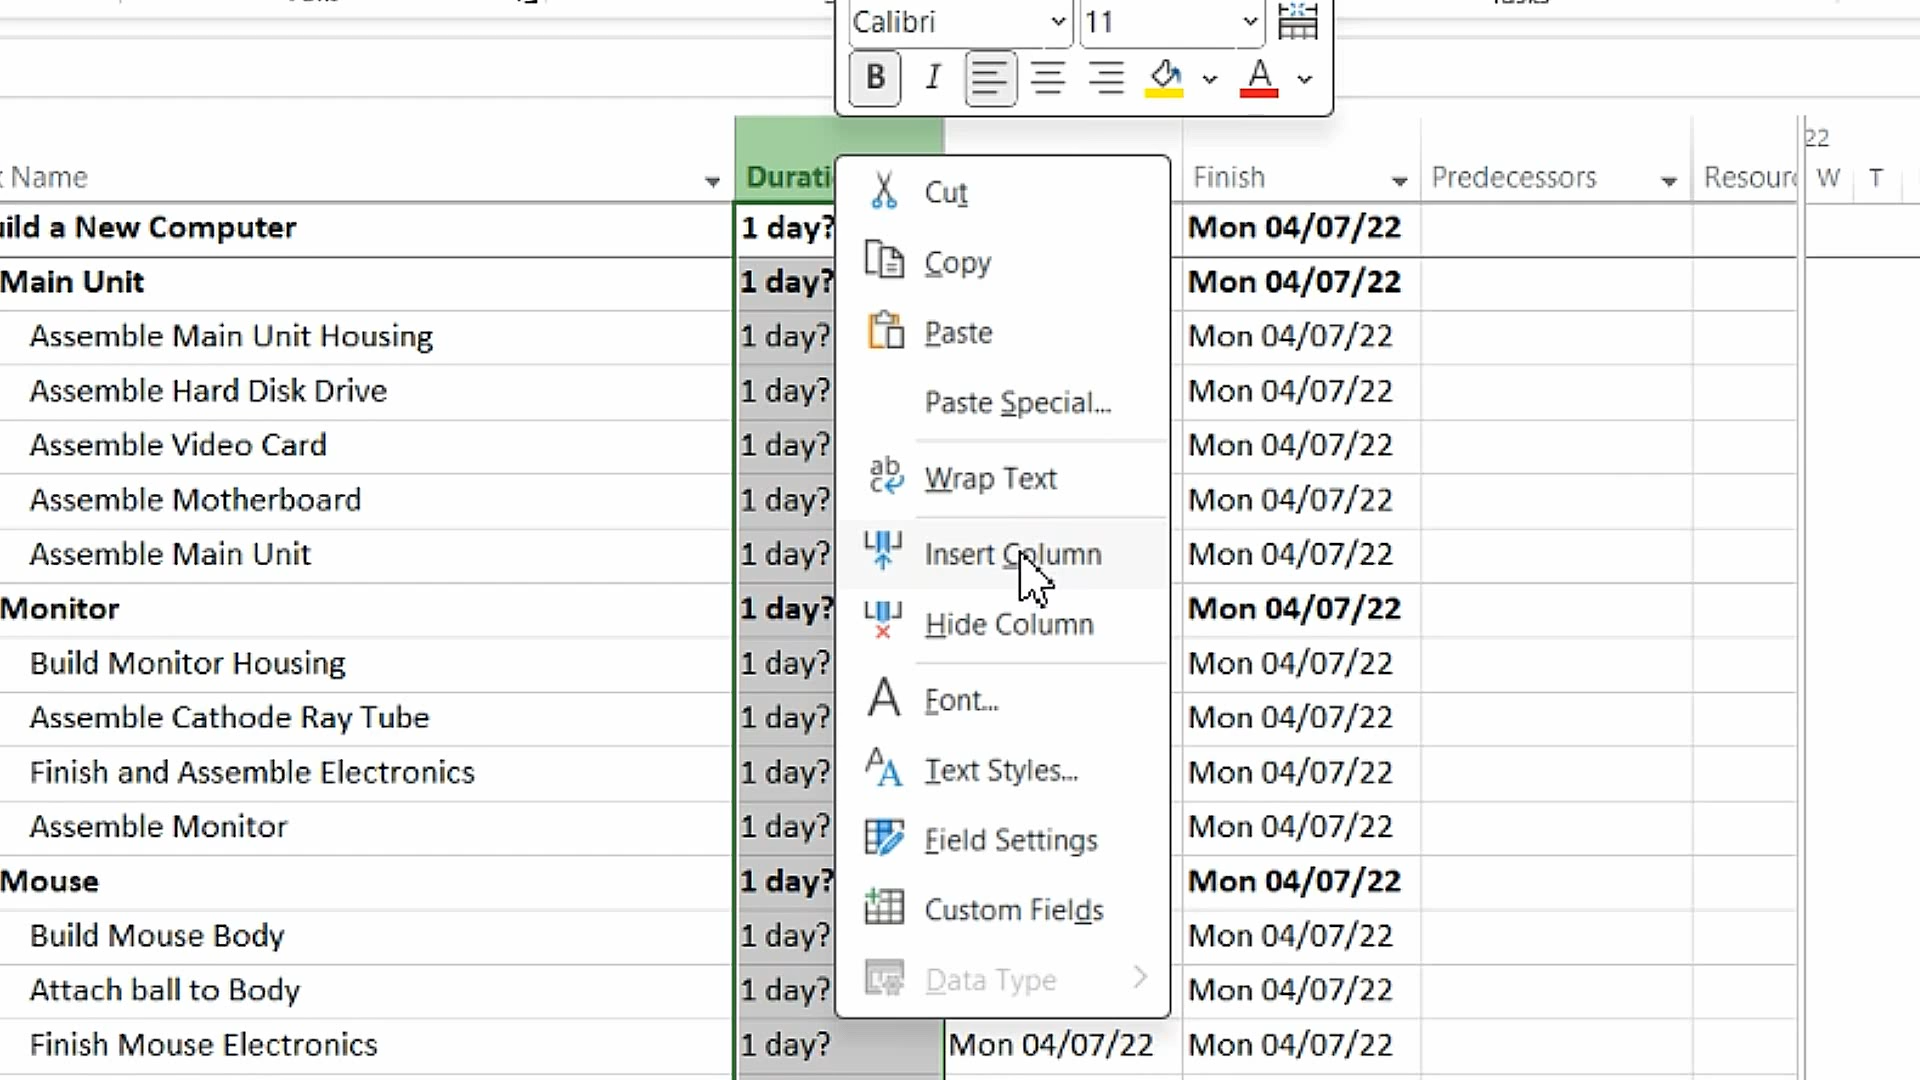 Calibri 11
B I A
22
Name Durati Finish Predecessors Resourc W T
ild a New Computer 1 day? Mon 04/07/22
Main Unit 1 day? Mon 04/07/22
Assemble Main Unit Housing 1 day? Mon 04/07/22
Assemble Hard Disk Drive 1 day? Mon 04/07/22
Assemble Video Card 1 day? Mon 04/07/22
Assemble Motherboard 1 day? Mon 04/07/22
Assemble Main Unit 1 day? Mon 04/07/22
Monitor 1 day? Mon 04/07/22
Build Monitor Housing 1 day? Mon 04/07/22
Assemble Cathode Ray Tube 1 day? Mon 04/07/22
Finish and Assemble Electronics 1 day? Mon 04/07/22
Assemble Monitor 1 day? Mon 04/07/22
Mouse 1 day? Mon 04/07/22
Build Mouse Body 1 day? Mon 04/07/22
Attach ball to Body 1 day? Mon 04/07/22
Finish Mouse Electronics 1 day? Mon 04/07/22 Mon 04/07/22
Cut
Copy
Paste
Paste Special...
Wrap Text
Insert Column
Hide Column
Font...
Text Styles...
Field Settings
Custom Fields
Data Type